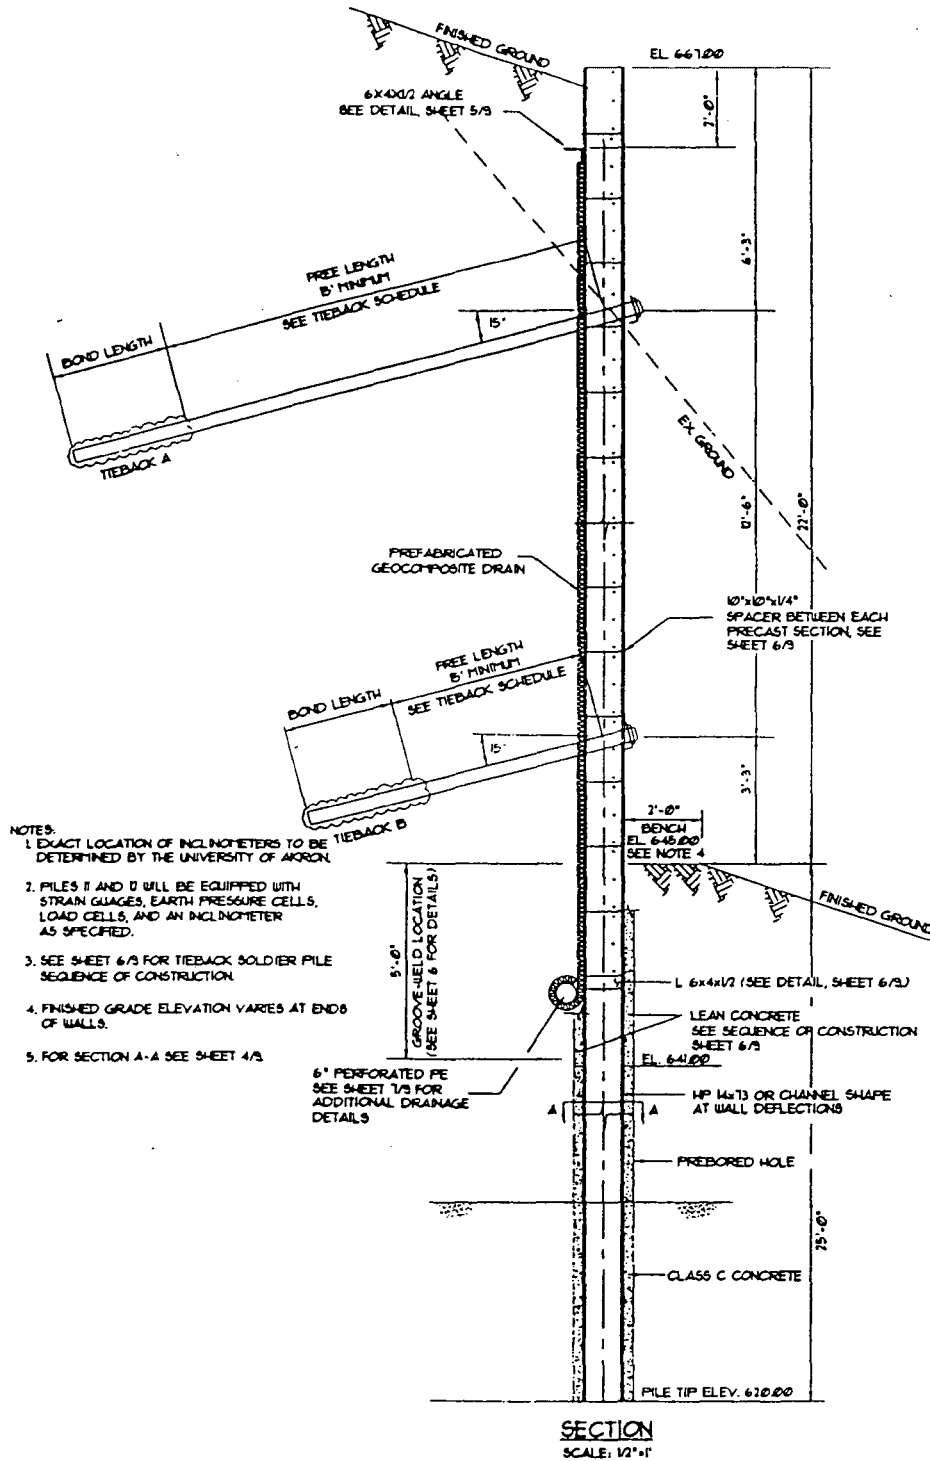 FINISHED GROUND
EL 667.00
6X4X1/2 ANGLE
SEE DETAIL, SHEET 5/9
2'-0"
6'-3"
FREE LENGTH
MINIMUM
SEE TIEBACK SCHEDULE
15°
BOND LENGTH
TIEBACK A
EX. GROUND
12'-6"
22'-0"
PREFABRICATED
GEOCOMPOSITE DRAIN
10"x10"x1/4"
SPACER BETWEEN EACH
PRECAST SECTION, SEE
SHEET 6/9
FREE LENGTH
MINIMUM
SEE TIEBACK SCHEDULE
BOND LENGTH
15°
TIEBACK B
3'-3"
2'-0"
BENCH
EL 645.00
SEE NOTE 4
FINISHED GROUND
NOTES:
1. EXACT LOCATION OF INCLINOMETERS TO BE
DETERMINED BY THE UNIVERSITY OF AKRON.
2. PILES 11 AND 12 WILL BE EQUIPPED WITH
STRAIN GUAGES, EARTH PRESSURE CELLS,
LOAD CELLS, AND AN INCLINOMETER
AS SPECIFIED.
3. SEE SHEET 6/9 FOR TIEBACK SOLDIER PILE
SEQUENCE OF CONSTRUCTION.
4. FINISHED GRADE ELEVATION VARIES AT ENDS
OF WALLS.
5. FOR SECTION A-A SEE SHEET 4/9.
5'-0"
GROOVE-WELD LOCATION
(SEE SHEET 6 FOR DETAILS)
L 6x4x1/2 (SEE DETAIL, SHEET 6/9)
LEAN CONCRETE
SEE SEQUENCE OF CONSTRUCTION
SHEET 6/9
EL. 641.00
6" PERFORATED PE
SEE SHEET 7/9 FOR
ADDITIONAL DRAINAGE
DETAILS
HP 14x73 OR CHANNEL SHAPE
AT WALL DEFLECTIONS
A A
PREBORED HOLE
25'-0"
CLASS C CONCRETE
PILE TIP ELEV. 620.00
SECTION
SCALE: 1/2"=1'